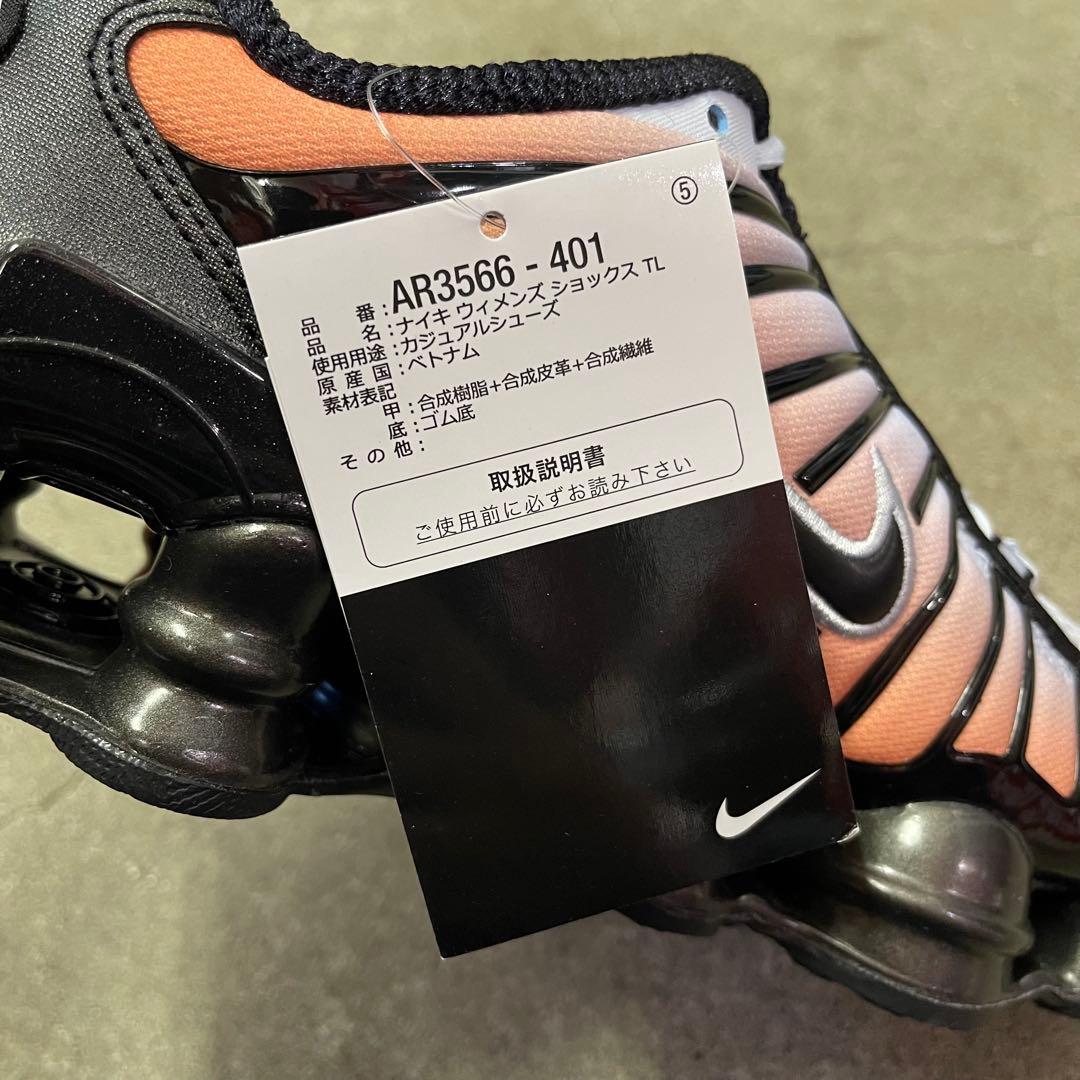 ⑤
品番:AR3566-401
品名:ナイキ ウィメンズ ショックス TL
使用用途:カジュアルシューズ
原産国:ベトナム
素材表記
甲:合成樹脂+合成皮革+合成繊維
底:ゴム底
その他:
取扱説明書
ご使用前に必ずお読み下さい